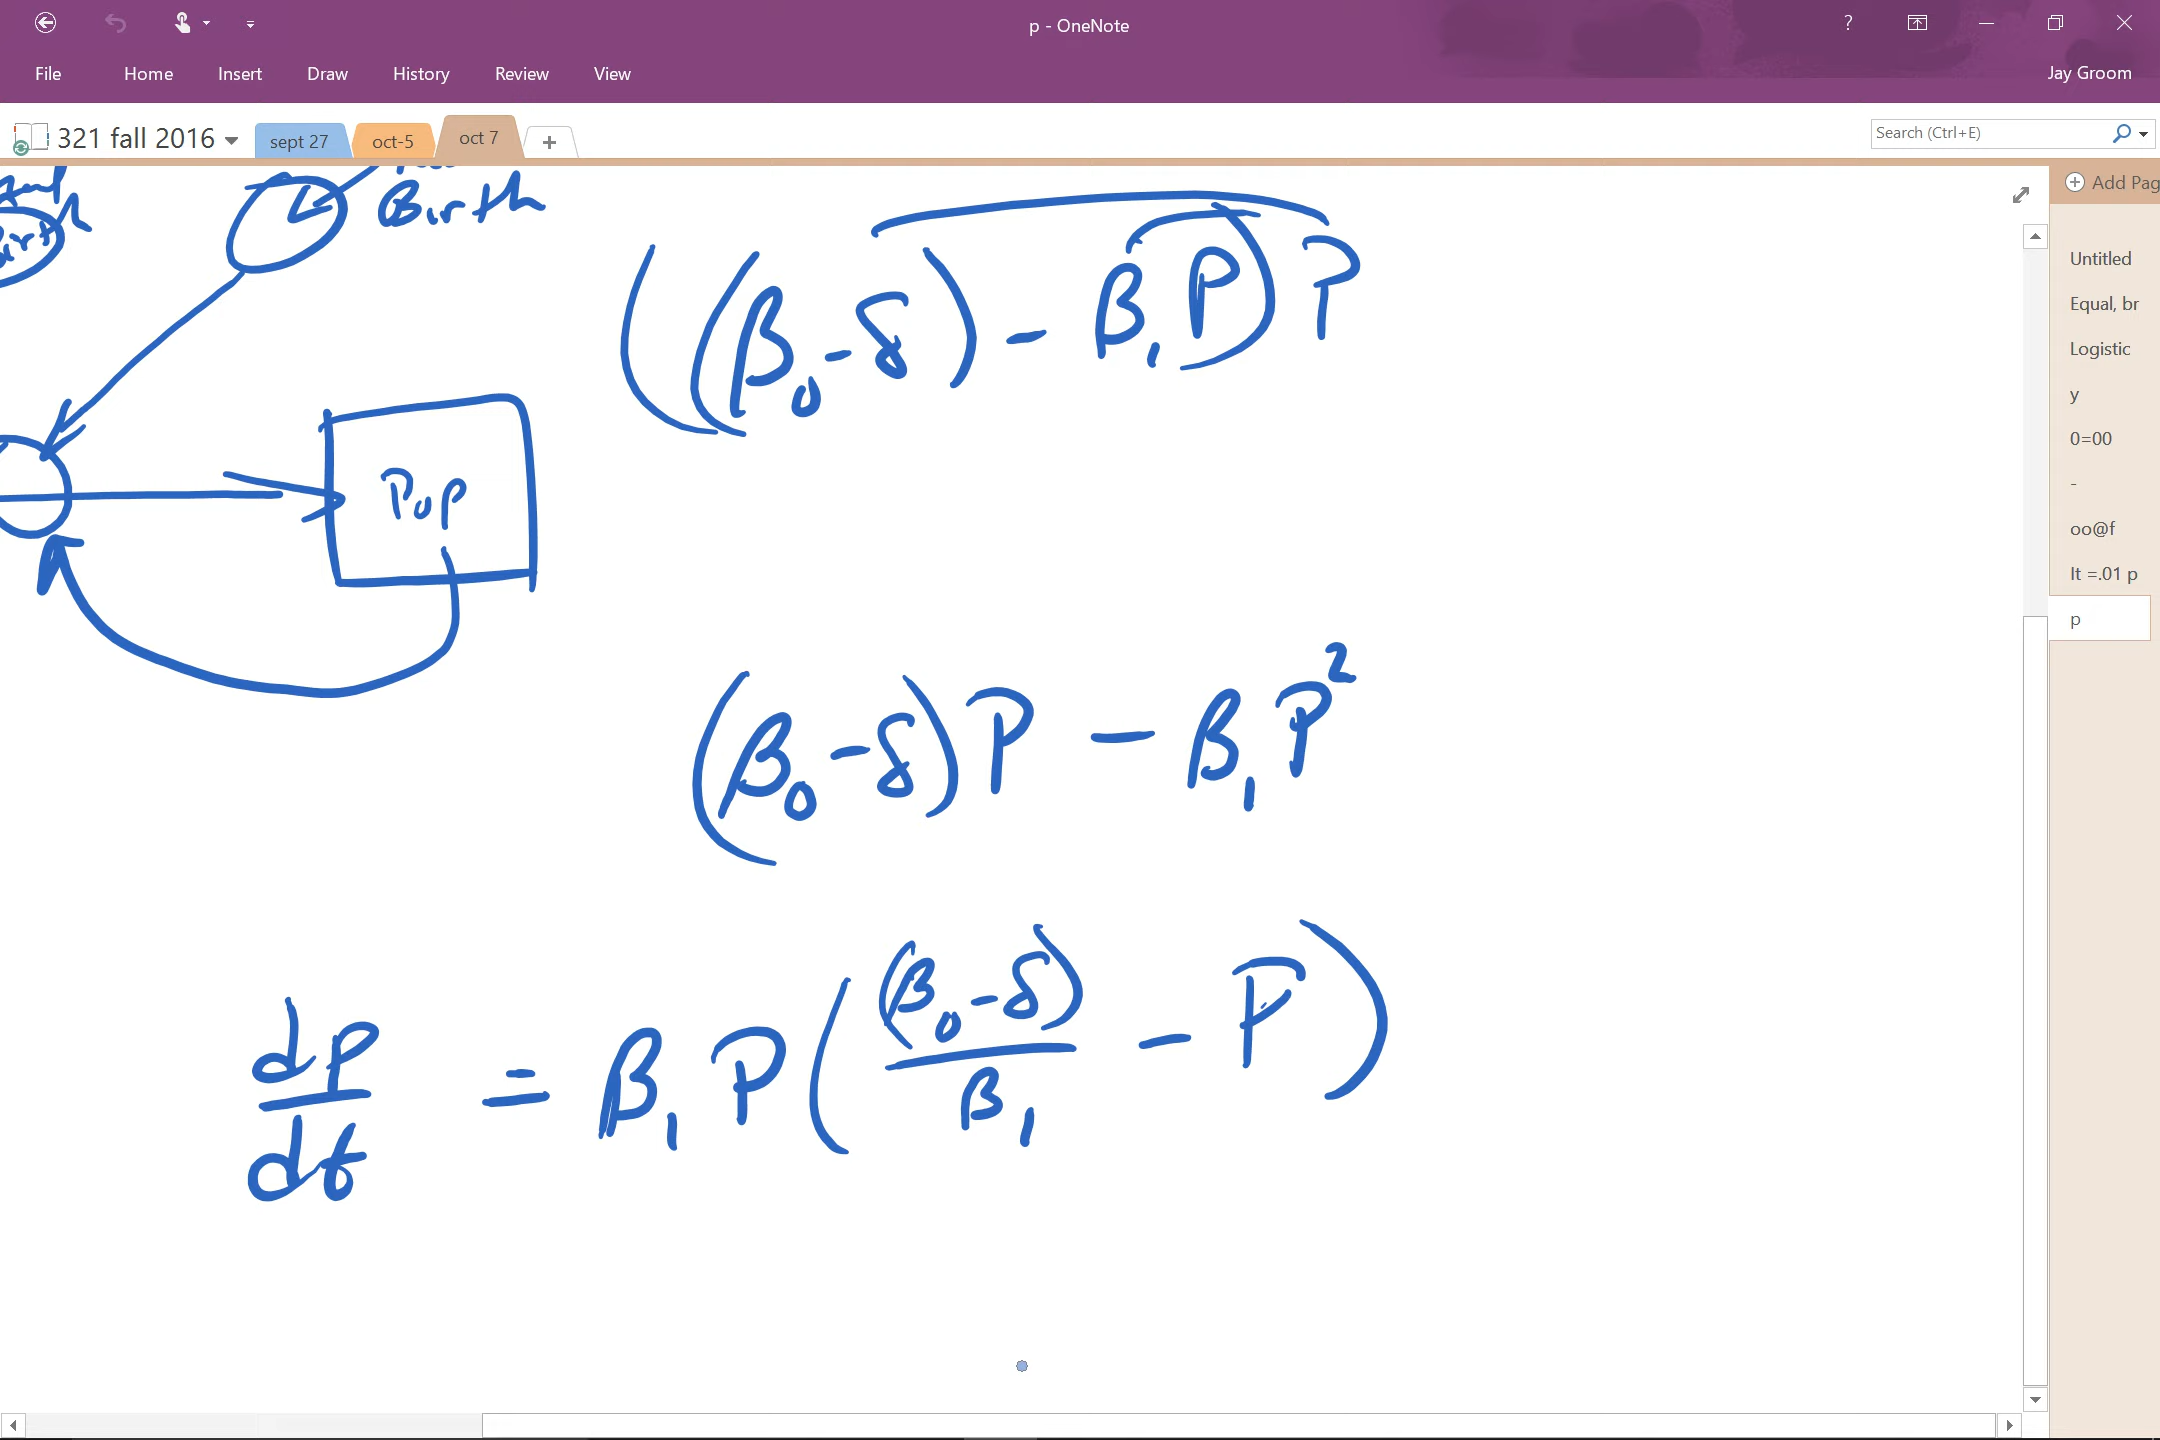 p - OneNote
?
File Home Insert Draw History Review View
Jay Groom
321 fall 2016 sept 27 oct-5 oct 7 +
Search (Ctrl+E)
Add Pag
Untitled
Equal, br
Logistic
y
0=00
-
oo@f
It =.01 p
p
Birth
((β₀-δ) - β₁P)P
Pop
(β₀-δ)P - β₁P²
dp/dt = β₁P((β₀-δ)/β₁ - P)